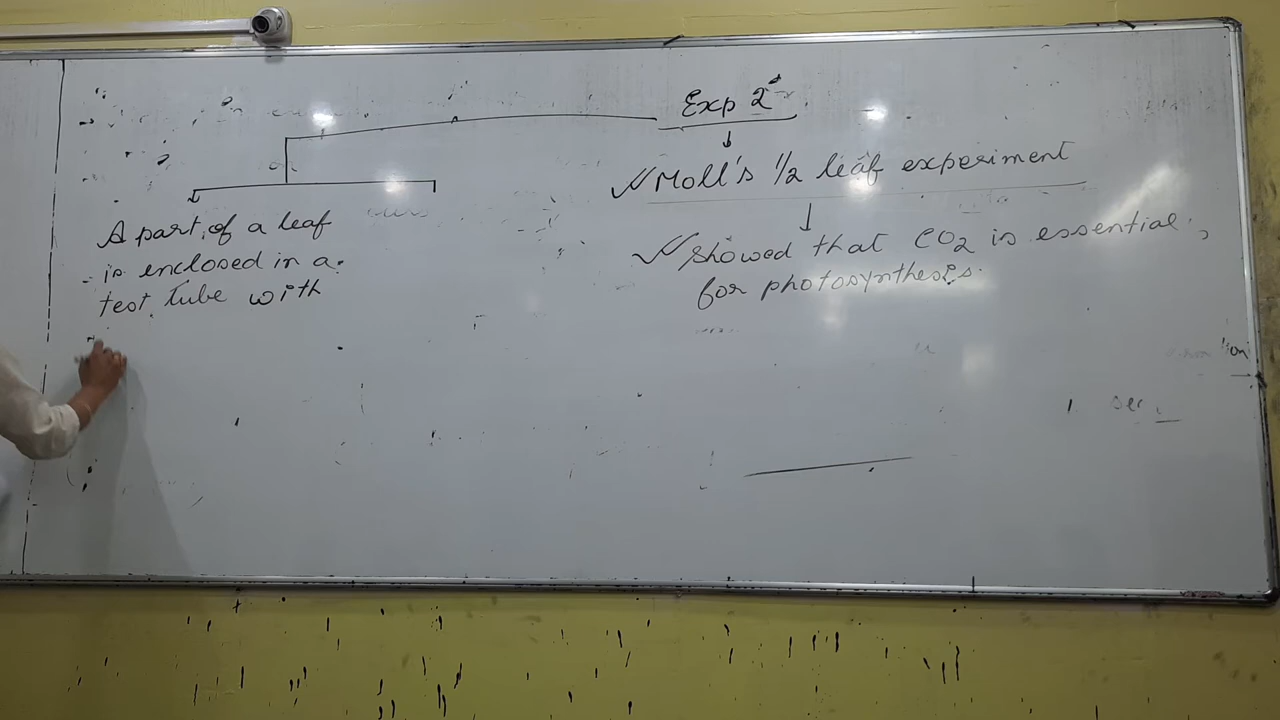 Exp 2
Moll's 1/2 leaf experiment
Showed that CO2 is essential
for photosynthesis.
A part of a leaf
is enclosed in a
test tube with